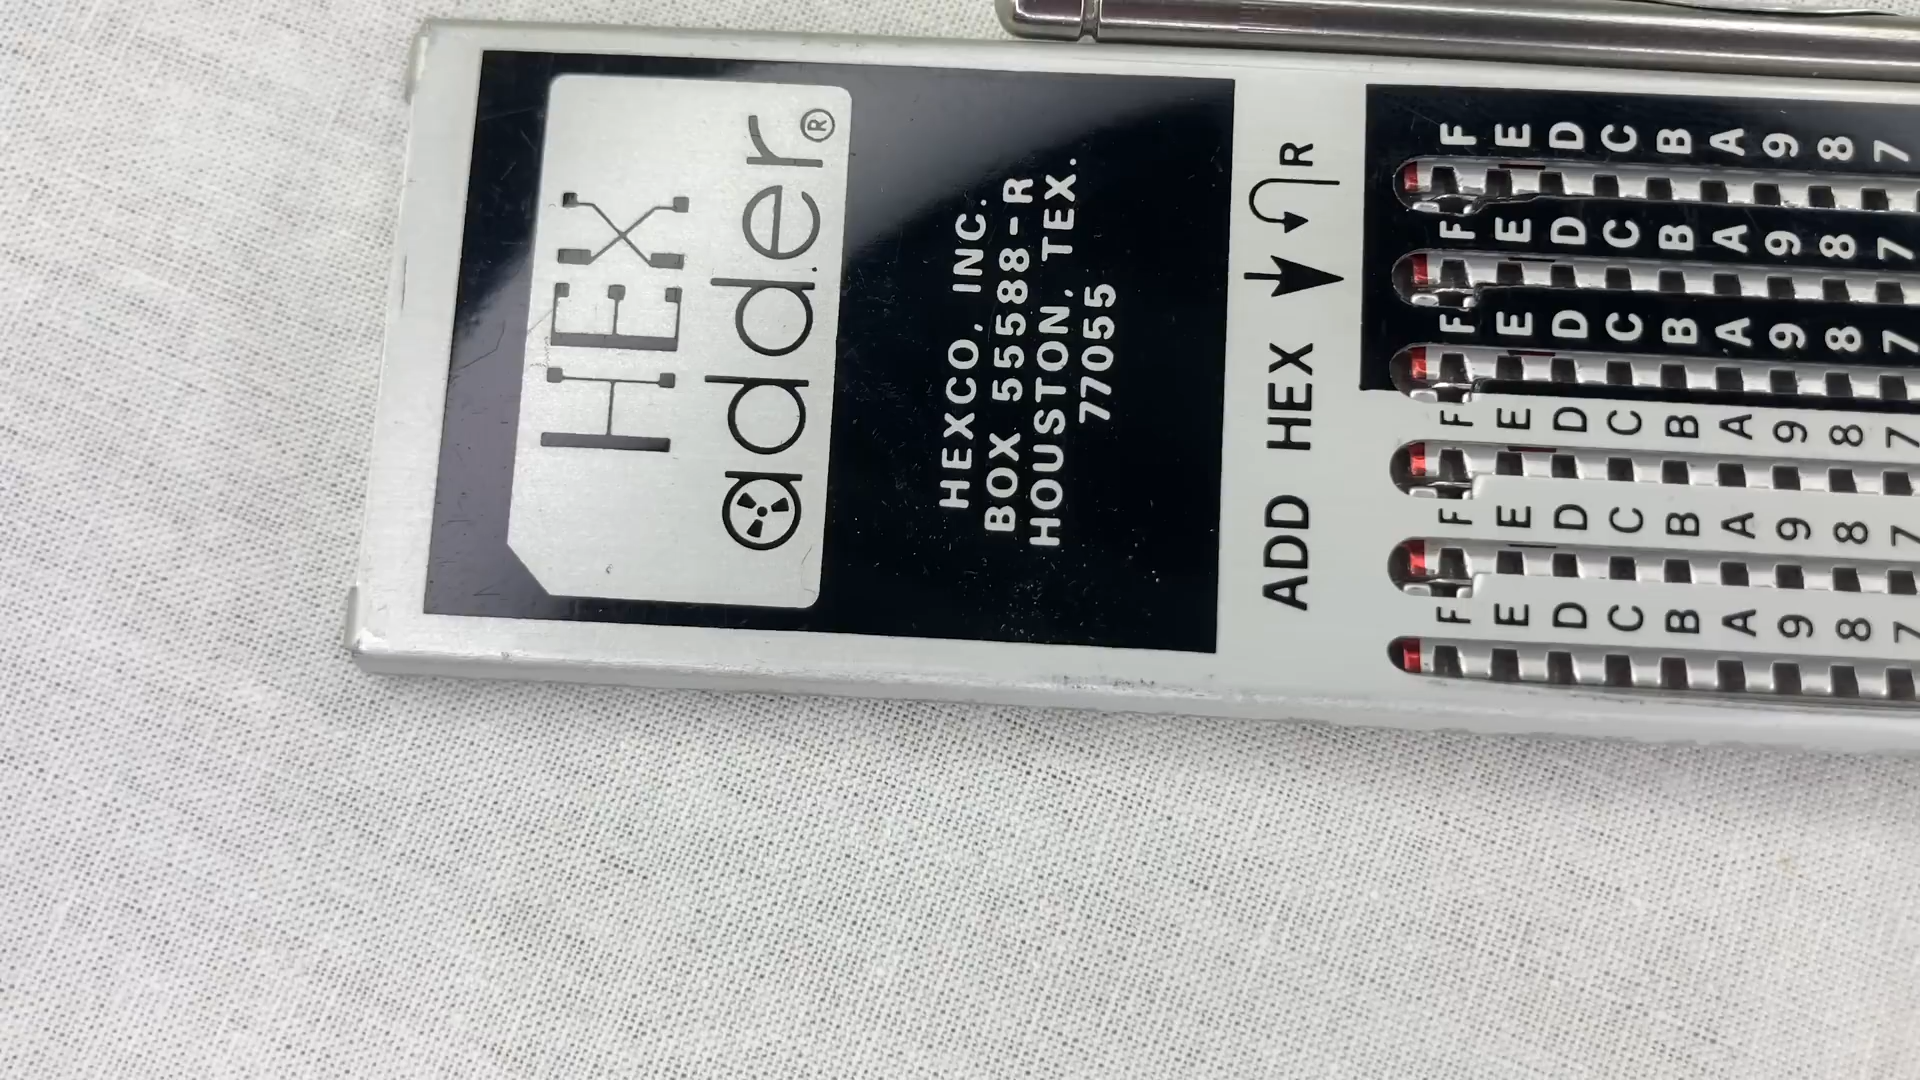 HEX
adder®
HEXCO, INC.
BOX 55588-R
HOUSTON, TEX.
77055
ADD HEX R
F E D C B A 9 8 7
F E D C B A 9 8 7
F E D C B A 9 8 7
F E D C B A 9 8 7
F E D C B A 9 8 7
F E D C B A 9 8 7